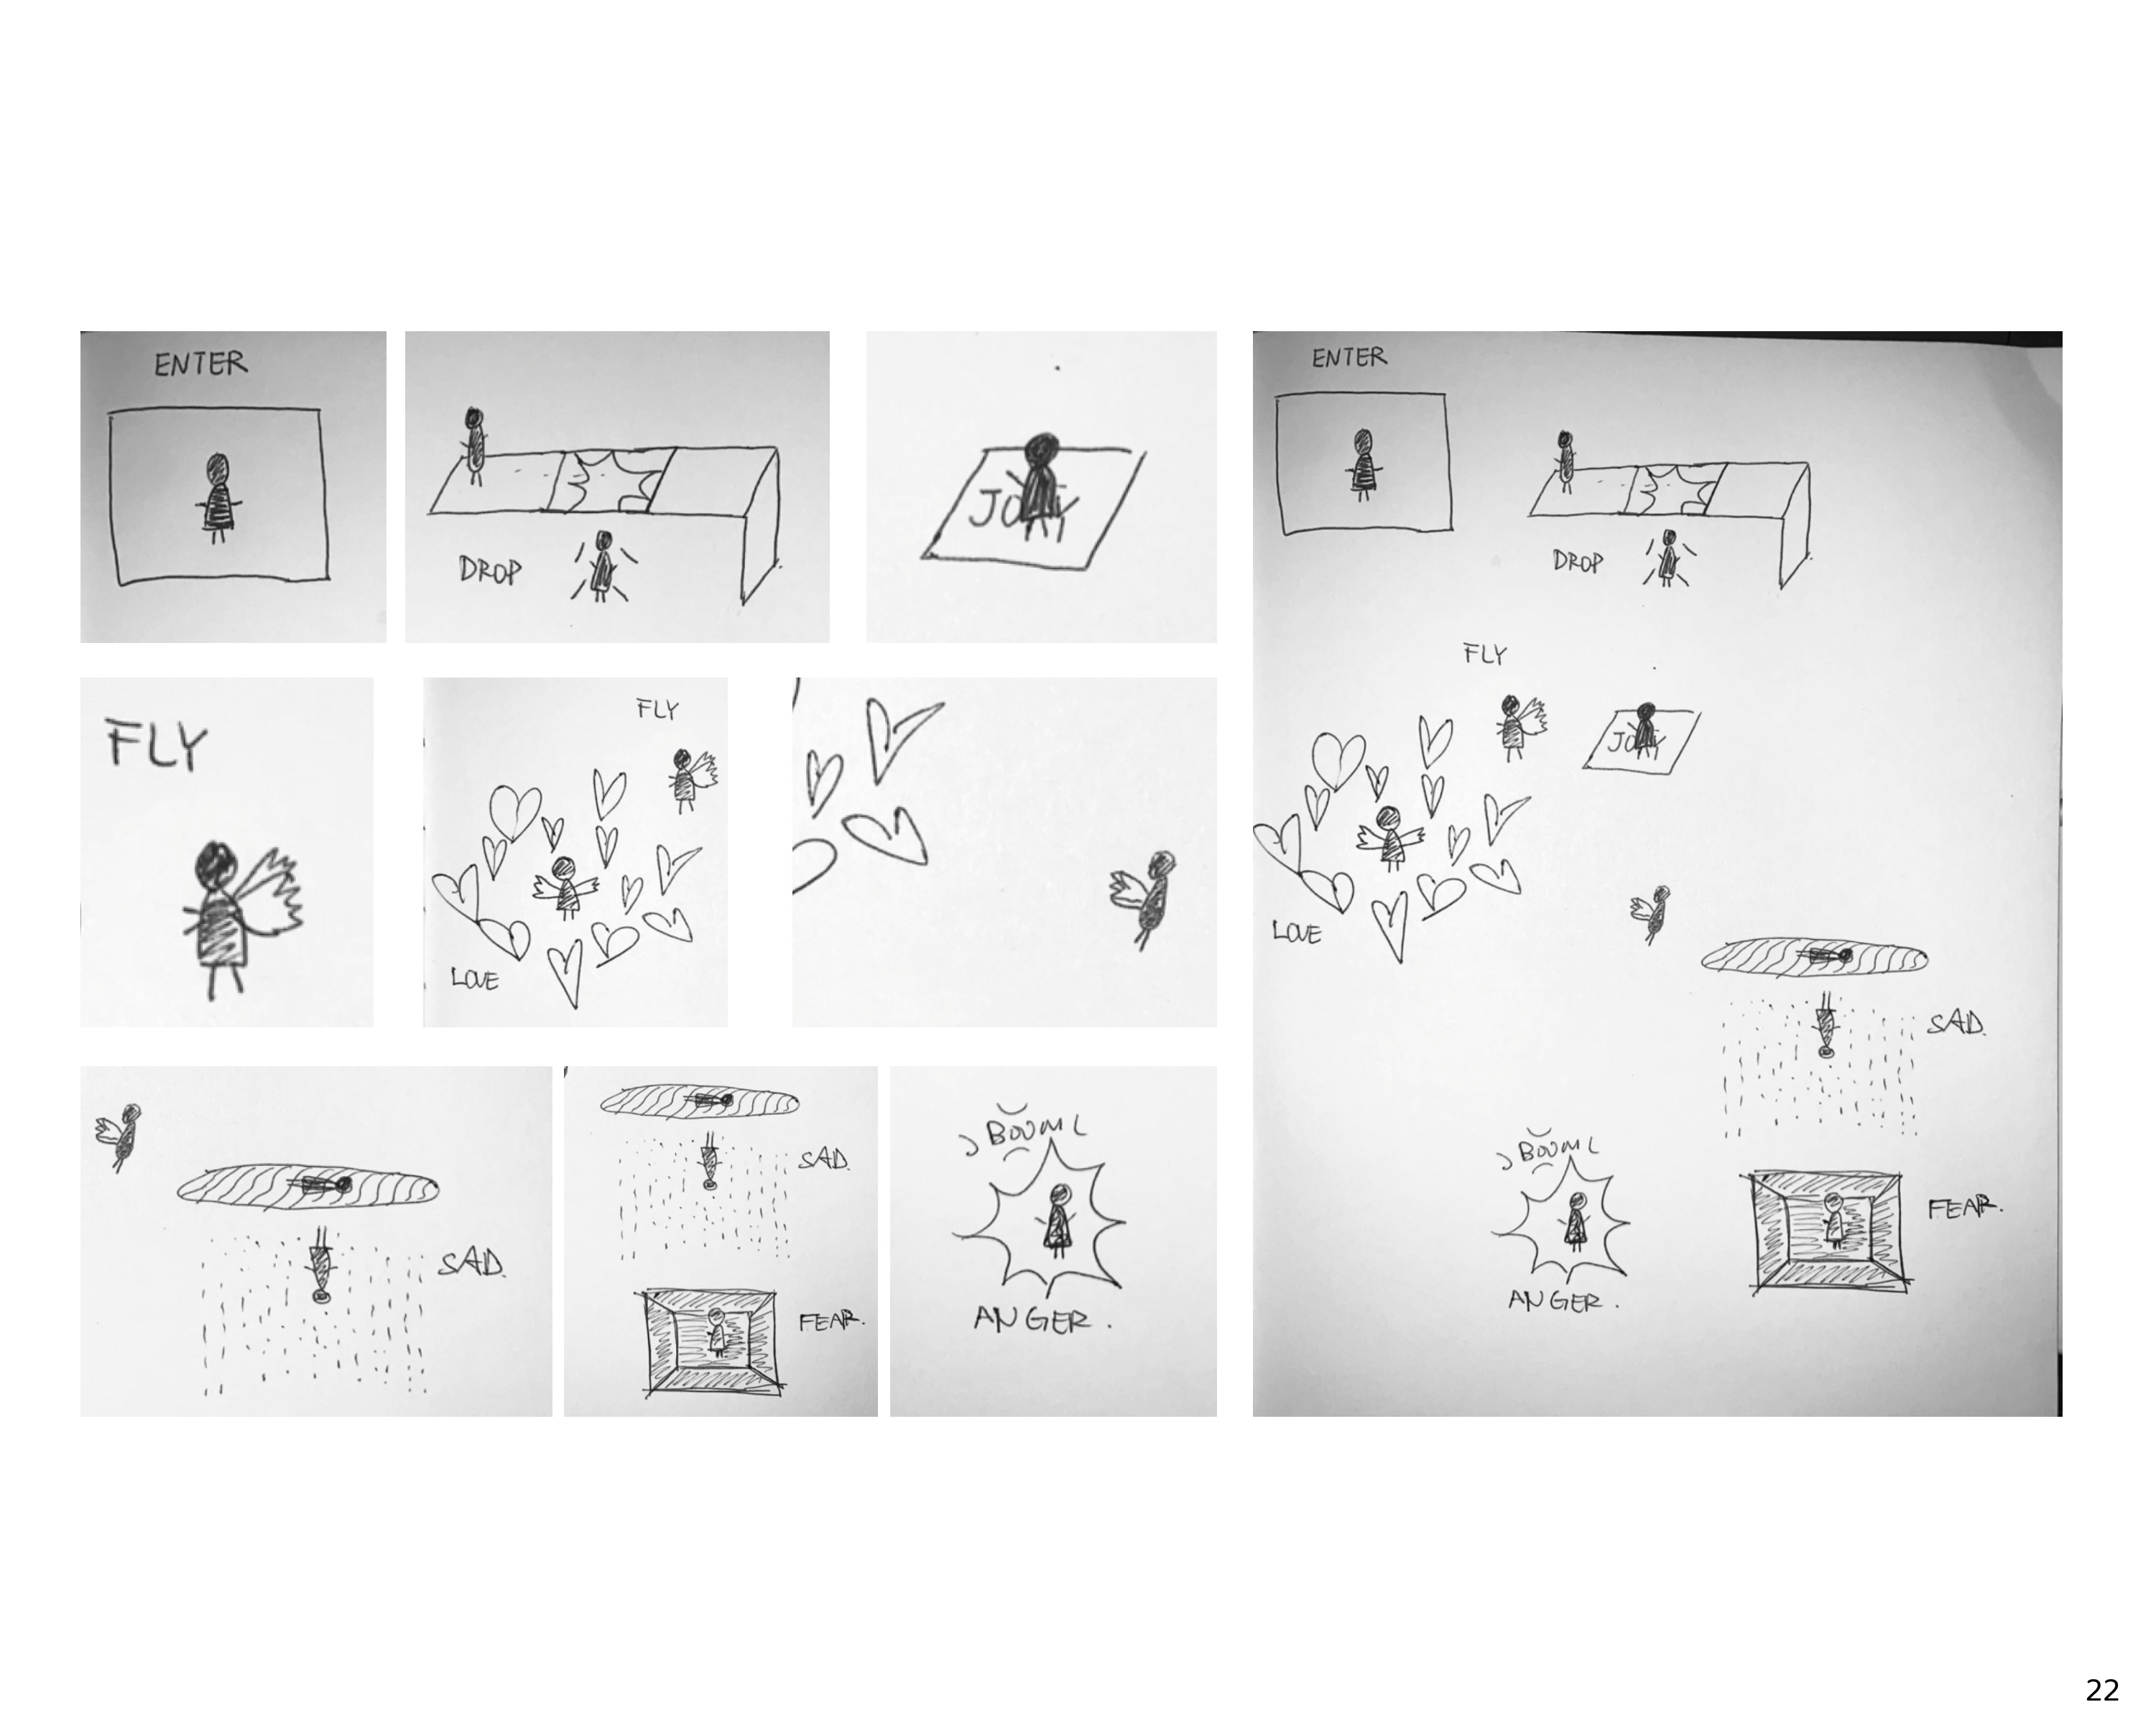 ENTER
DROP
JOY
FLY
FLY
LOVE
SAD.
SAD.
FEAR.
BOOM!
ANGER.
ENTER
DROP
FLY
JOY
LOVE
SAD.
BOOM!
FEAR.
ANGER.
22